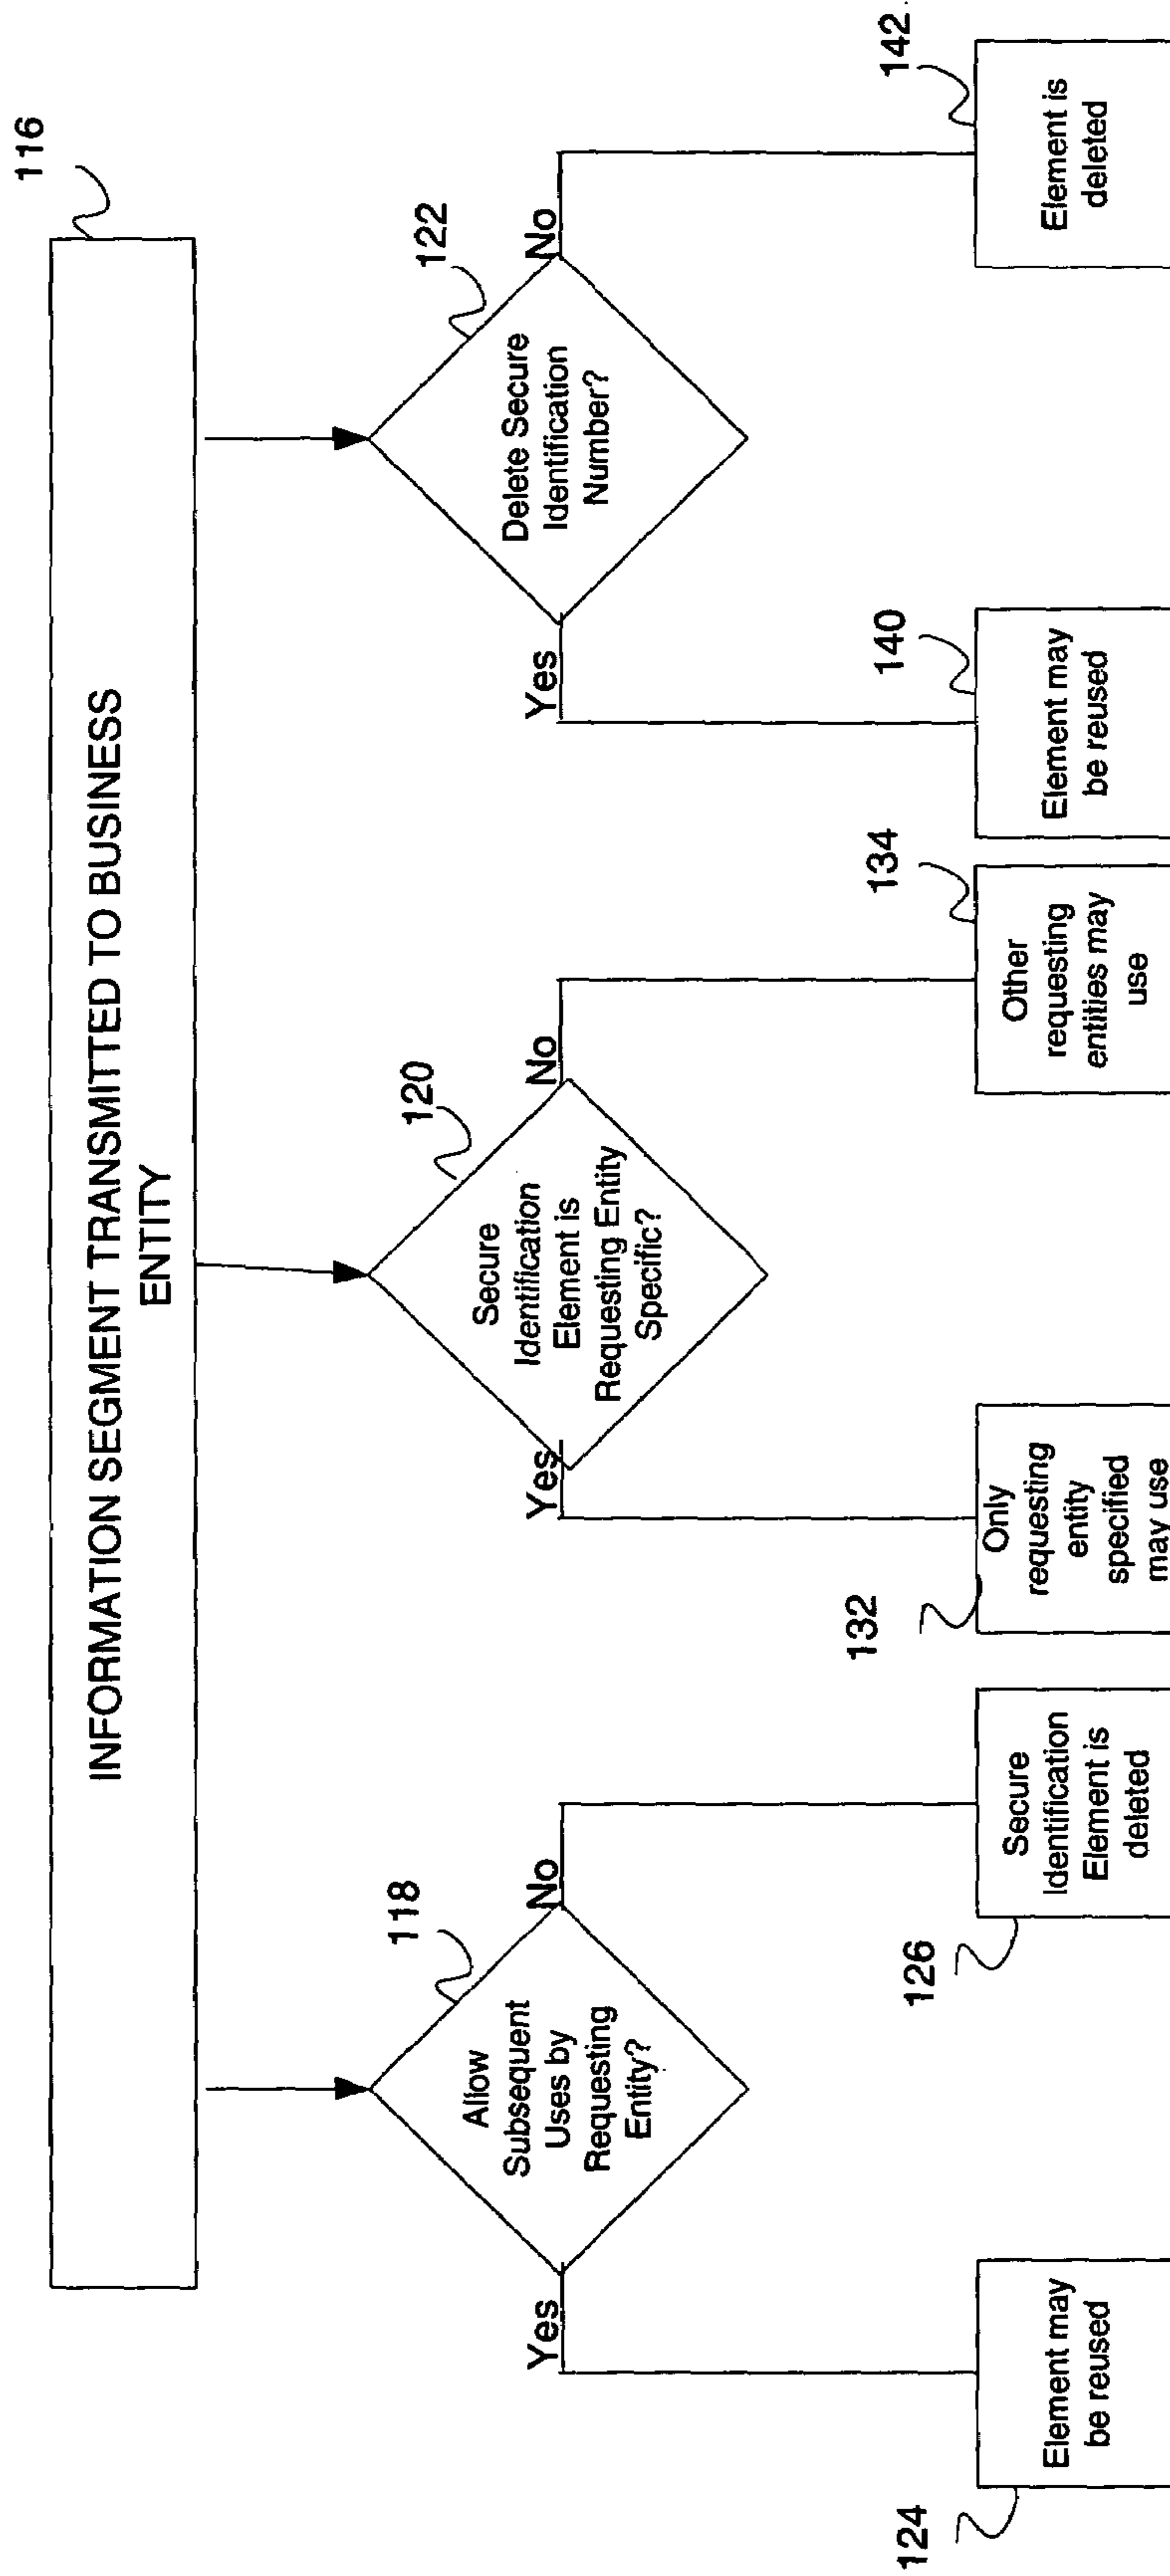 116
INFORMATION SEGMENT TRANSMITTED TO BUSINESS
ENTITY
118
Allow
Subsequent
Uses by
Requesting
Entity?
Yes
No
120
Secure
Identification
Element is
Requesting Entity
Specific?
Yes
No
122
Delete Secure
Identification
Number?
Yes
No
124
Element may
be reused
126
Secure
Identification
Element is
deleted
132
Only
requesting
entity
specified
may use
134
Other
requesting
entities may
use
140
Element may
be reused
142
Element is
deleted